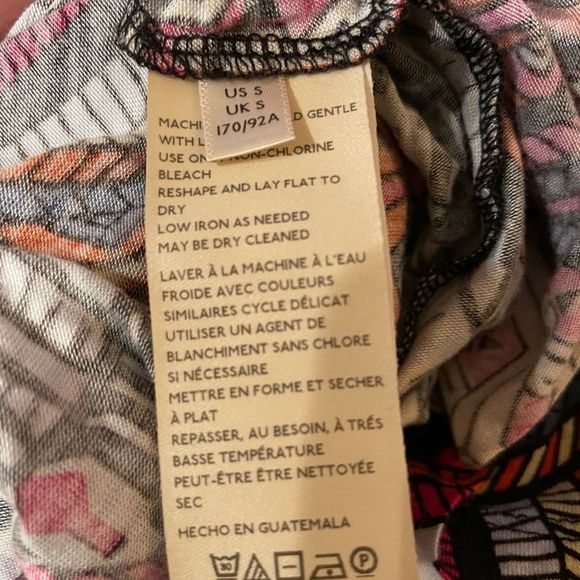 US S
UK S
170/92A
MACHI D GENTLE
WITH L
USE ON NON-CHLORINE
BLEACH
RESHAPE AND LAY FLAT TO
DRY
LOW IRON AS NEEDED
MAY BE DRY CLEANED
LAVER À LA MACHINE À L'EAU
FROIDE AVEC COULEURS
SIMILAIRES CYCLE DÉLICAT
UTILISER UN AGENT DE
BLANCHIMENT SANS CHLORE
SI NÉCESSAIRE
METTRE EN FORME ET SECHER
À PLAT
REPASSER, AU BESOIN, À TRÉS
BASSE TEMPÉRATURE
PEUT-ÊTRE ÊTRE NETTOYÉE
SEC
HECHO EN GUATEMALA
30
P